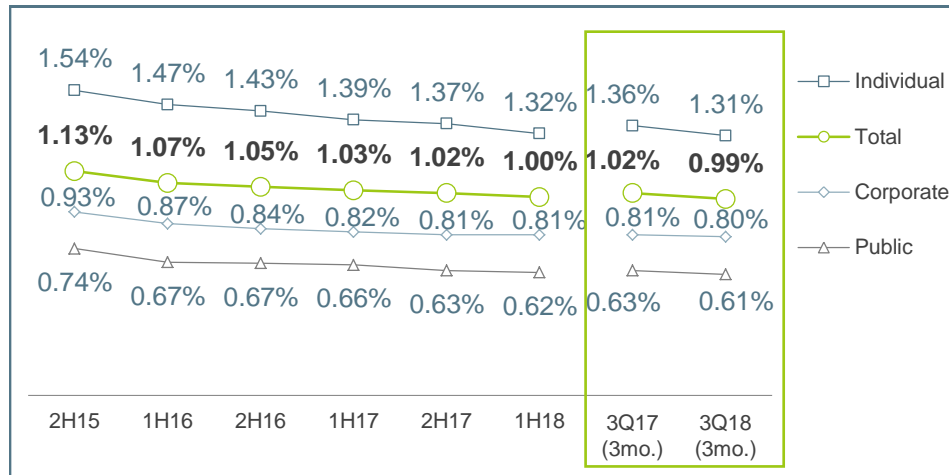 1.54% 1.47% 1.43% 1.39% 1.37% 1.32% 1.36% 1.31%
1.13% 1.07% 1.05% 1.03% 1.02% 1.00% 1.02% 0.99%
0.93% 0.87% 0.84% 0.82% 0.81% 0.81% 0.81% 0.80%
0.74% 0.67% 0.67% 0.66% 0.63% 0.62% 0.63% 0.61%
2H15 1H16 2H16 1H17 2H17 1H18 3Q17 3Q18
(3mo.) (3mo.)
Individual
Total
Corporate
Public